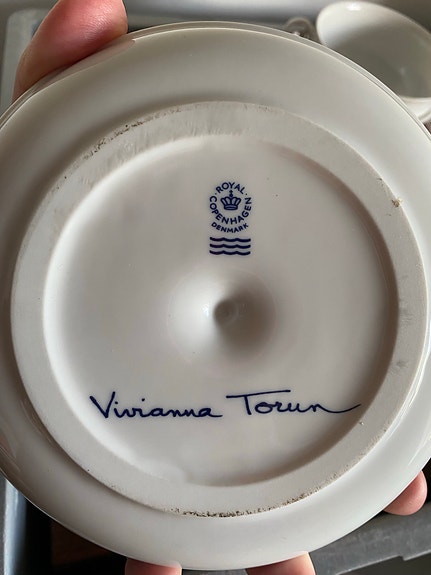 ROYAL
COPENHAGEN
DENMARK
Vivianna Torun